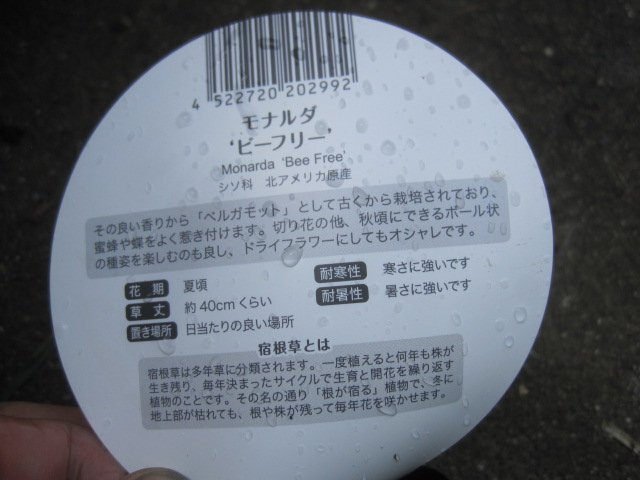 4 522720 202992
モナルダ
‘ビーフリー’
Monarda ‘Bee Free’
シソ科 北アメリカ原産
その良い香りから「ベルガモット」として古くから栽培されており、
蜜蜂や蝶をよく惹き付けます。切り花の他、秋頃にできるボール状
の種姿を楽しむのも良し、ドライフラワーにしてもオシャレです。
花期 夏頃 耐寒性 寒さに強いです
草丈 約40cmくらい 耐暑性 暑さに強いです
置き場所 日当たりの良い場所
宿根草とは
宿根草は多年草に分類されます。一度植えると何年も株が
生き残り、毎年決まったサイクルで生育と開花を繰り返す
植物のことです。その名の通り「根が宿る」植物で、冬に
地上部が枯れても、根や株が残って毎年花を咲かせます。